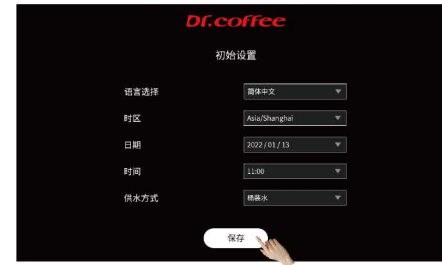 Dr.coffee
初始设置
语言选择 简体中文
时区 Asia/Shanghai
日期 2022/01/13
时间 11:00
供水方式 桶装水
保存